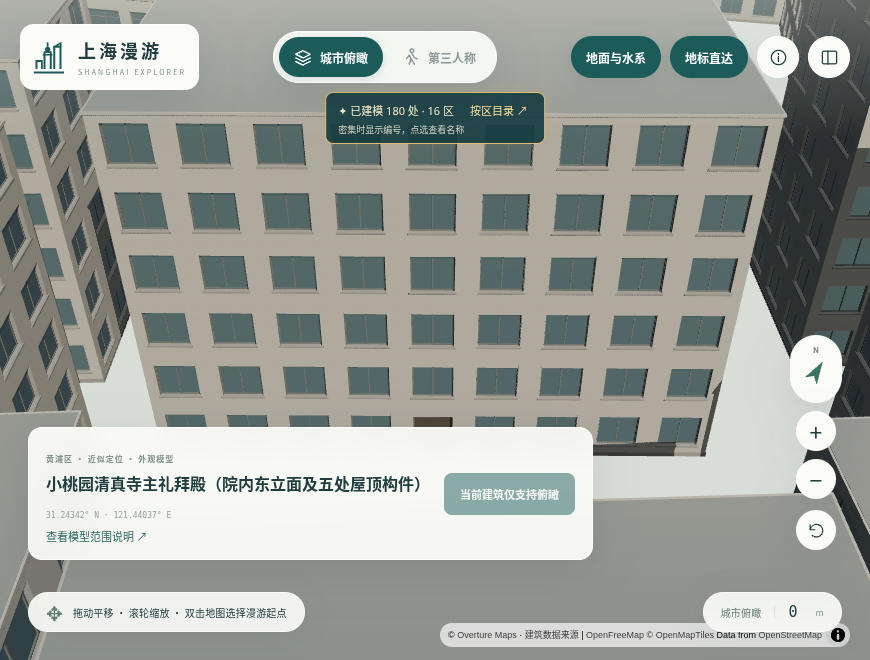 上海漫游
SHANGHAI EXPLORER
城市俯瞰
第三人称
地面与水系
地标直达
✦ 已建模 180 处 · 16 区 按区目录 ↗
密集时显示编号，点选查看名称
N
黄浦区 · 近似定位 · 外观模型
小桃园清真寺主礼拜殿（院内东立面及五处屋顶构件）
当前建筑仅支持俯瞰
31.24342° N · 121.44037° E
查看模型范围说明 ↗
拖动平移 · 滚轮缩放 · 双击地图选择漫游起点
城市俯瞰 0 m
© Overture Maps · 建筑数据来源 | OpenFreeMap © OpenMapTiles Data from OpenStreetMap